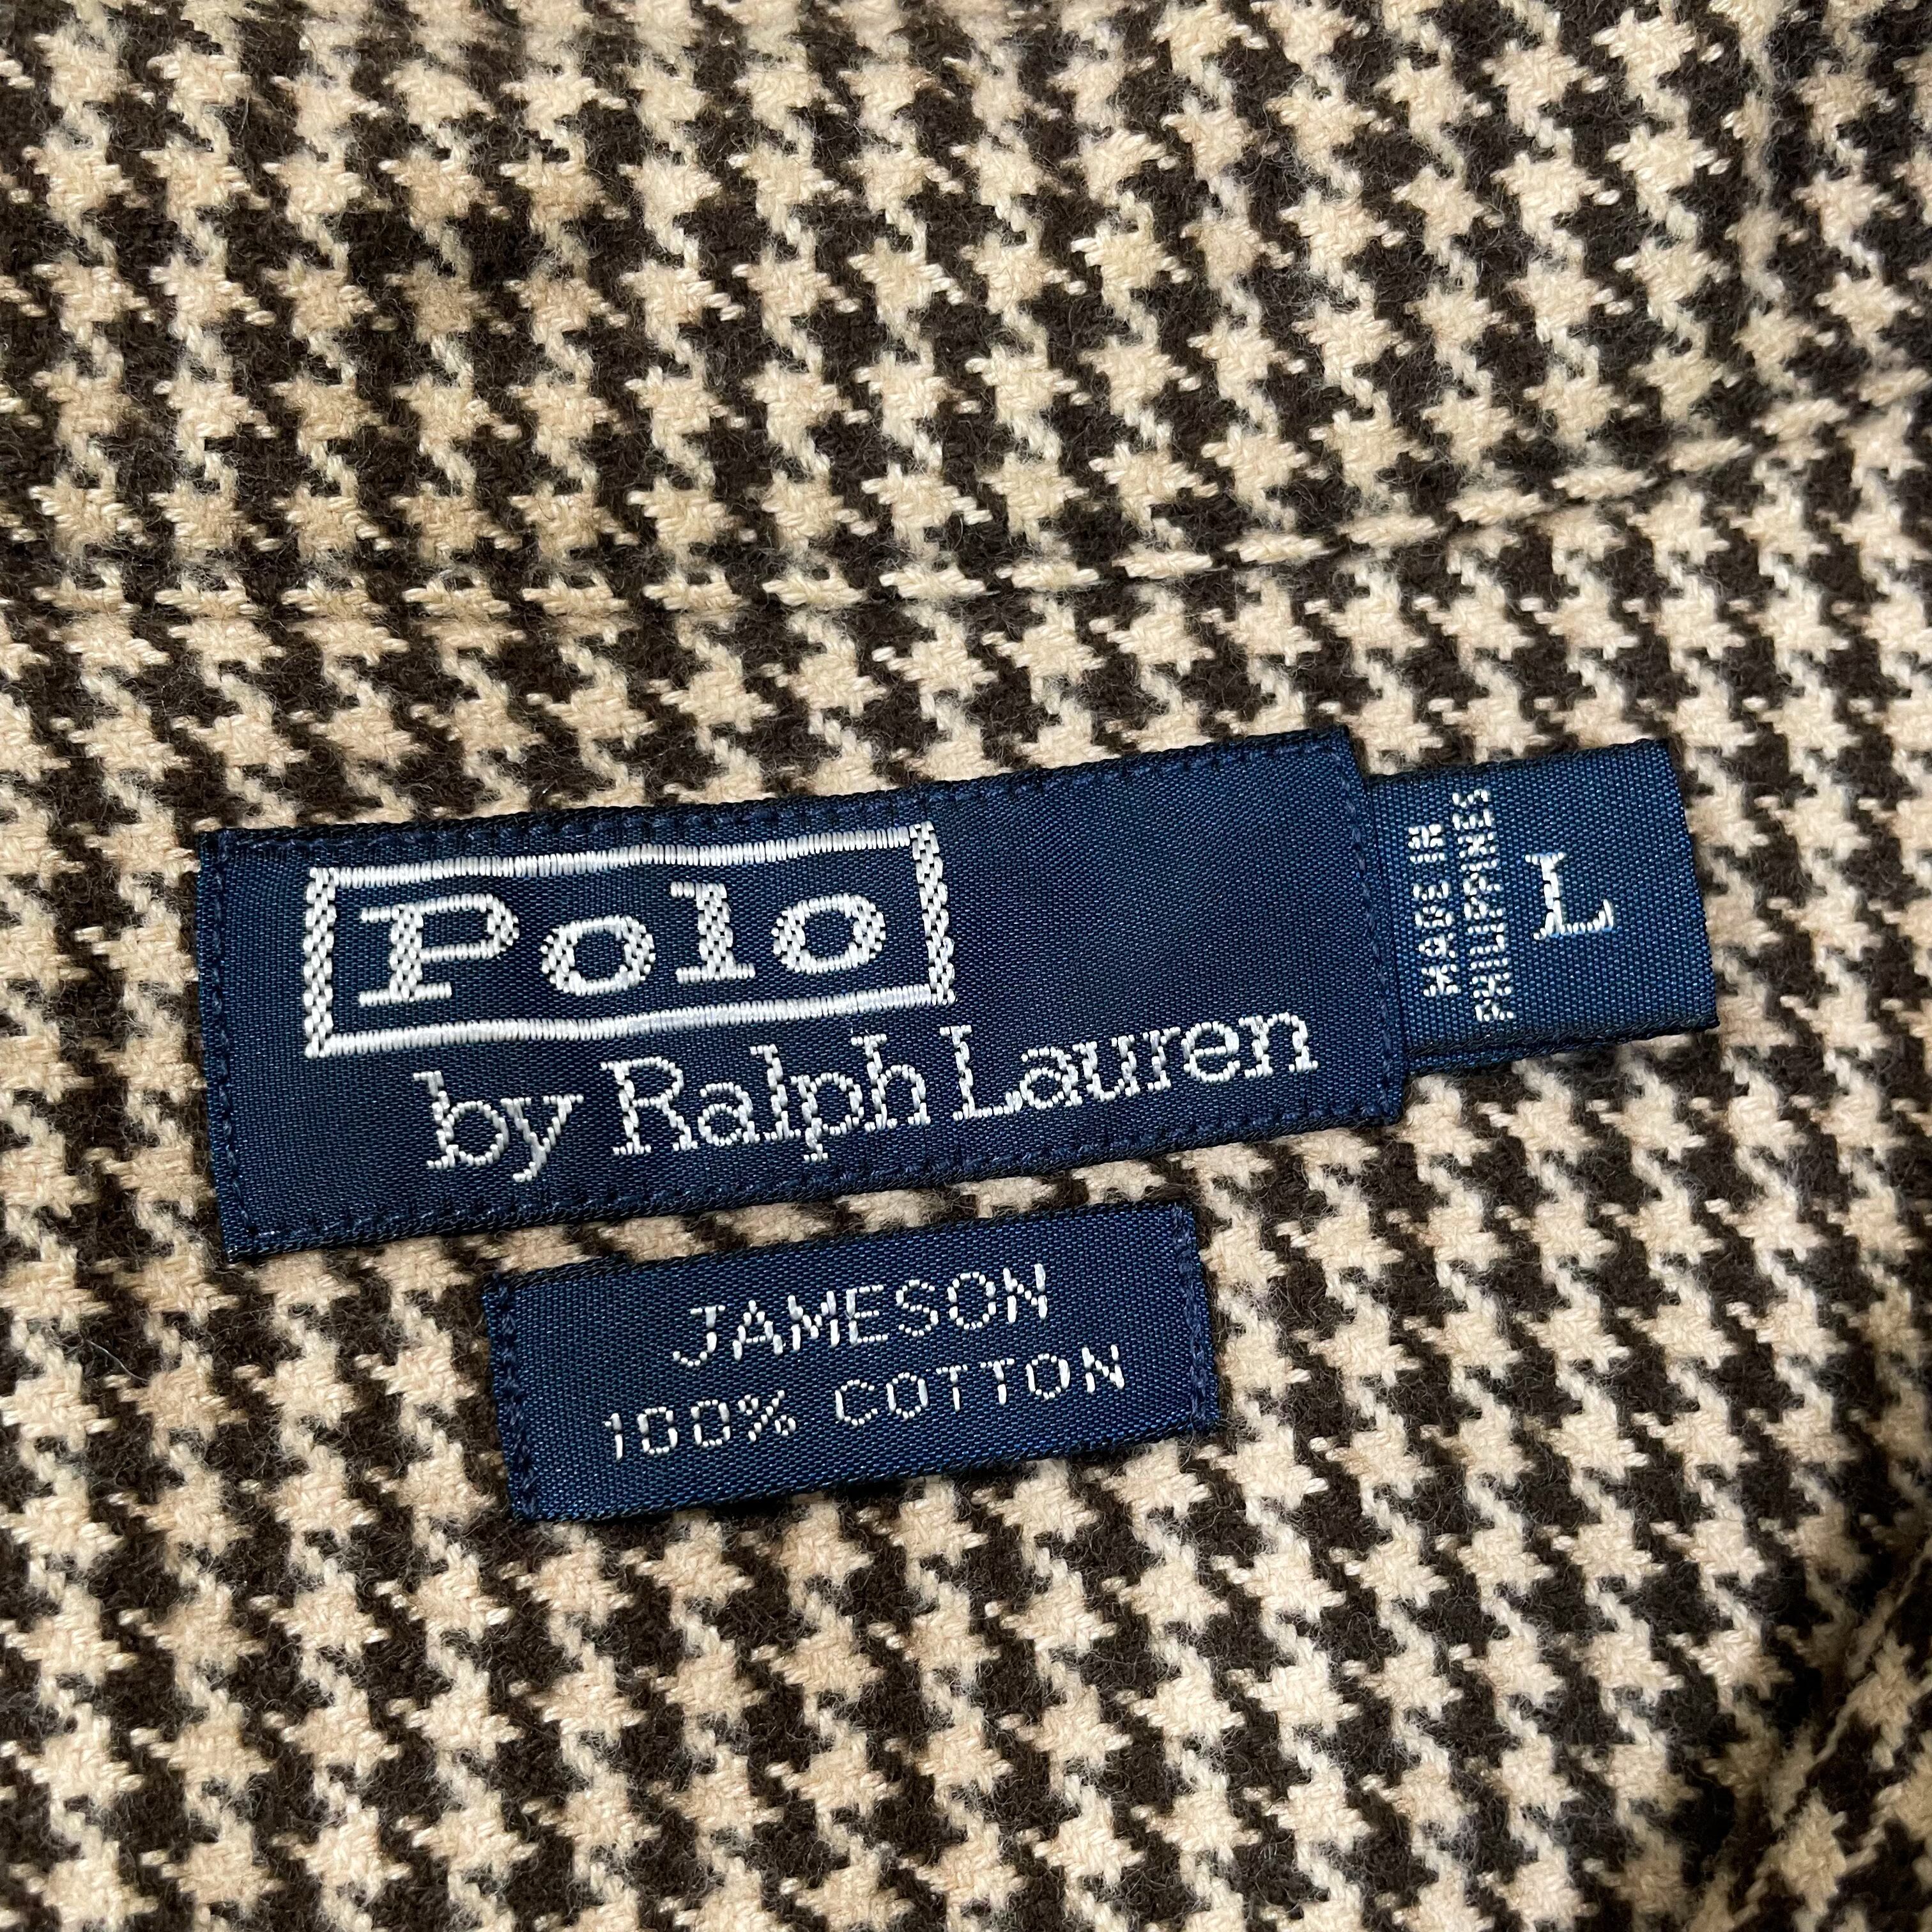 Polo
by Ralph Lauren
MADE IN
PHILIPPINES
L
JAMESON
100% COTTON